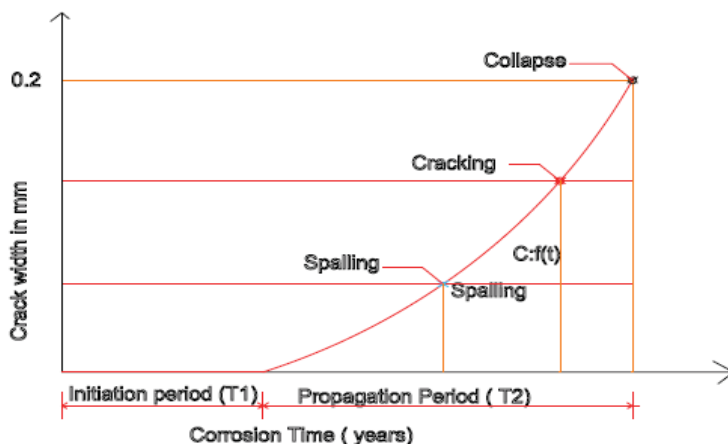 Collapse
0.2
Cracking
C:f(t)
Spalling
Spalling
Crack width in mm
Initiation period (T1)
Propagation Period ( T2)
Corrosion Time ( years)